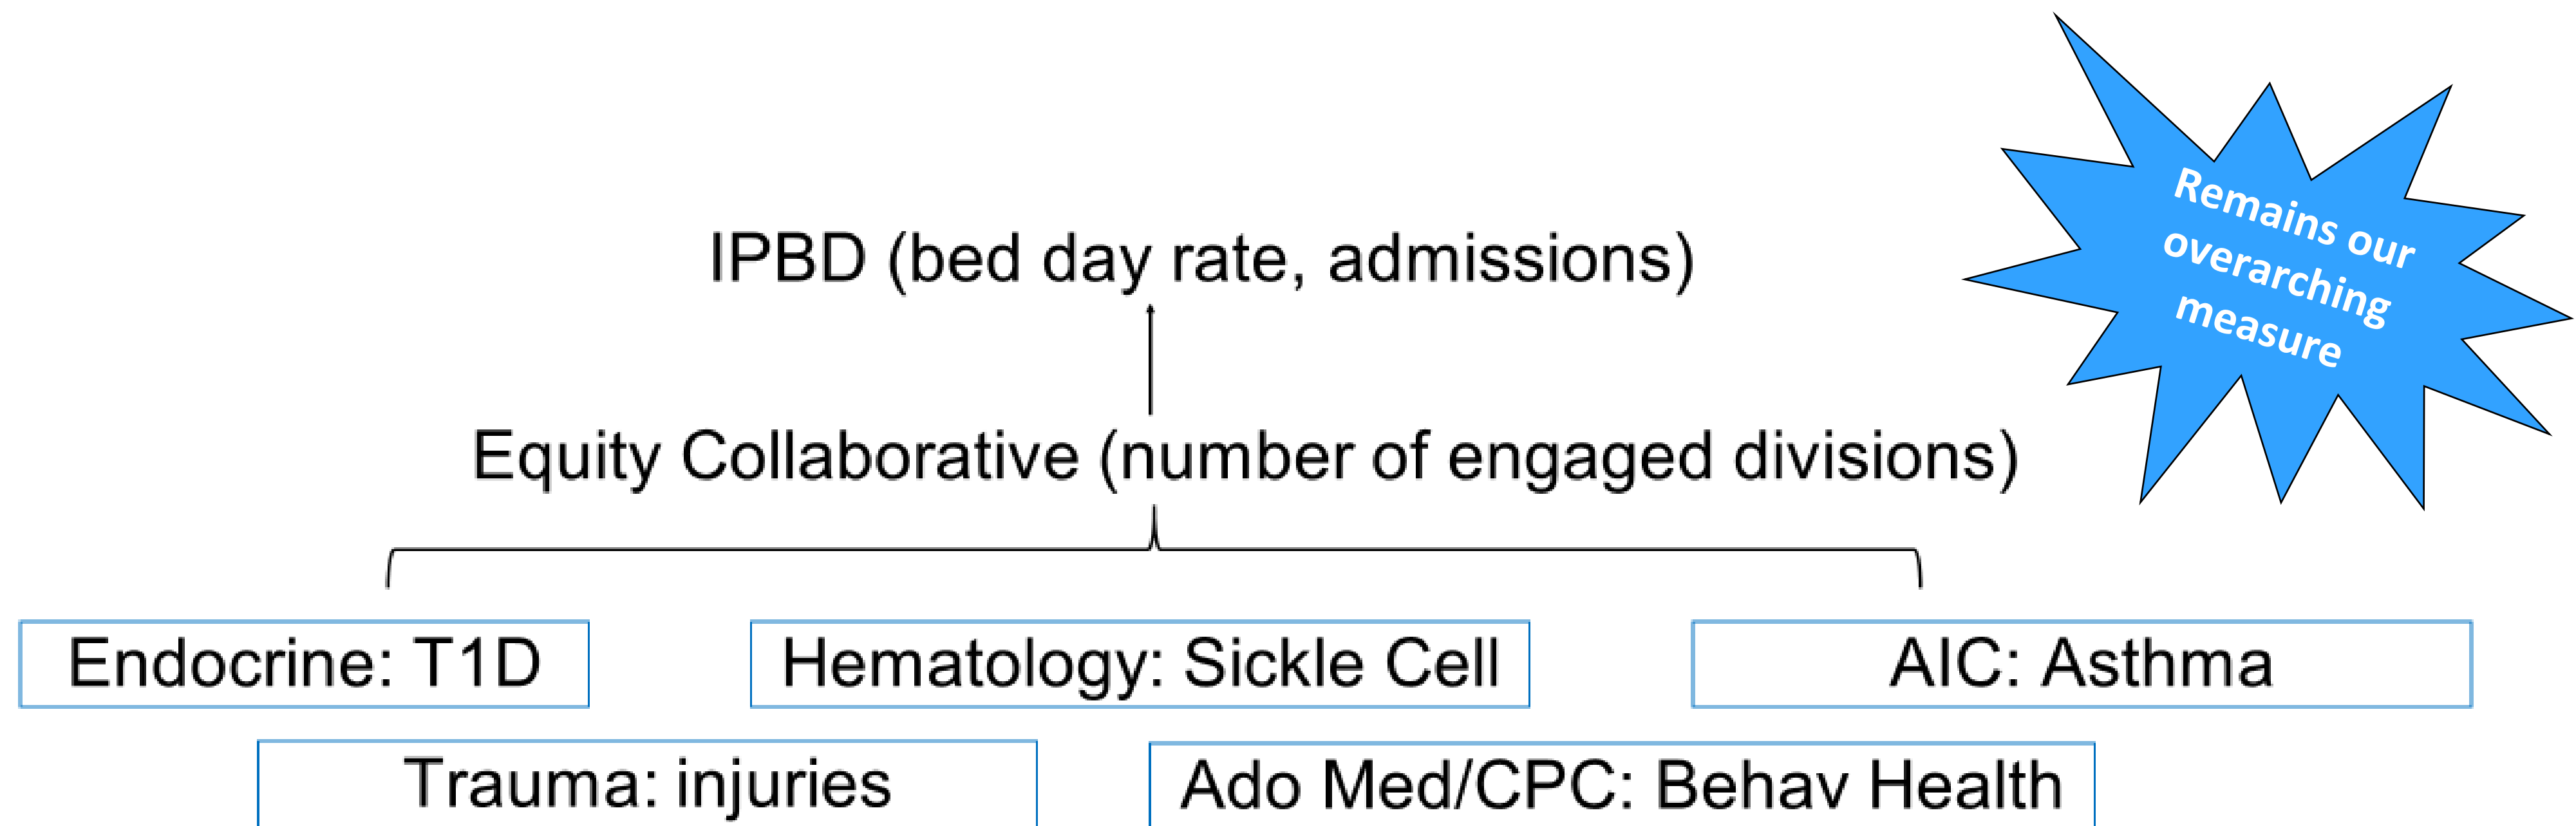 Remains our
overarching
measure
IPBD (bed day rate, admissions)
Equity Collaborative (number of engaged divisions)
Endocrine: T1D
Hematology: Sickle Cell
AIC: Asthma
Trauma: injuries
Ado Med/CPC: Behav Health